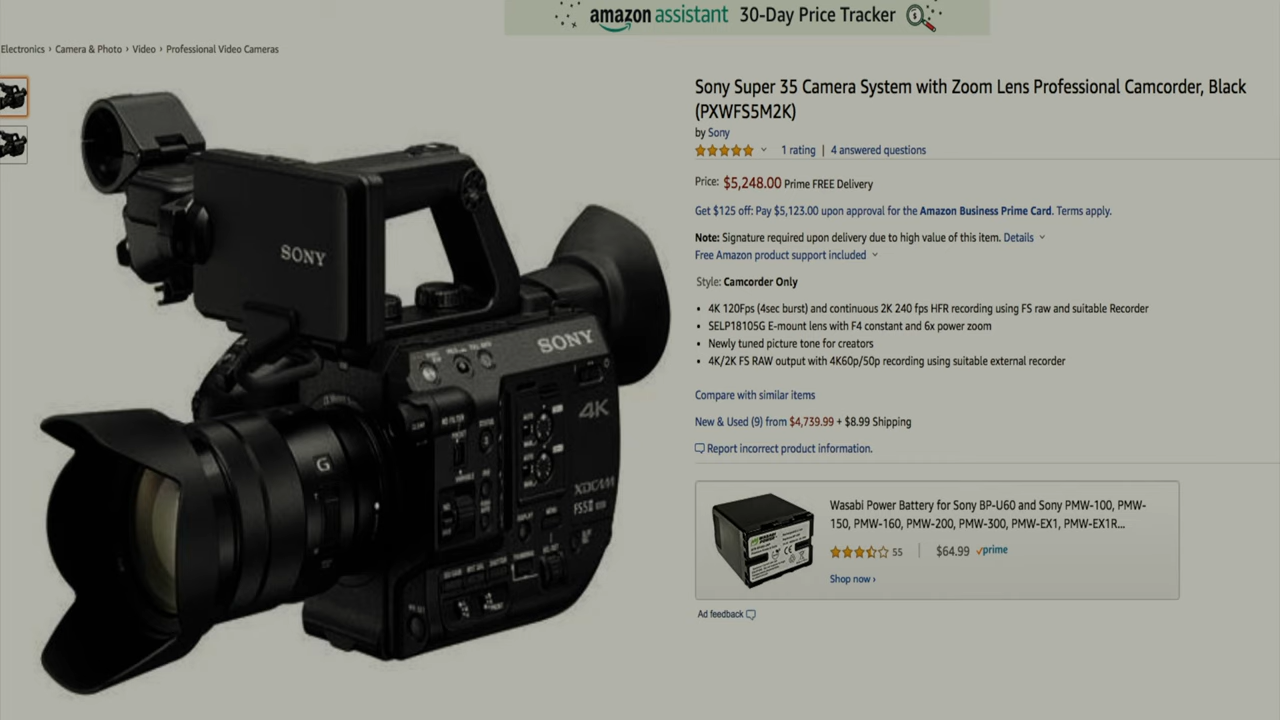 amazon assistant 30-Day Price Tracker
Electronics › Camera & Photo › Video › Professional Video Cameras
Sony Super 35 Camera System with Zoom Lens Professional Camcorder, Black
(PXWFS5M2K)
by Sony
1 rating | 4 answered questions
Price: $5,248.00 Prime FREE Delivery
Get $125 off: Pay $5,123.00 upon approval for the Amazon Business Prime Card. Terms apply.
Note: Signature required upon delivery due to high value of this item. Details
Free Amazon product support included
Style: Camcorder Only
• 4K 120Fps (4sec burst) and continuous 2K 240 fps HFR recording using FS raw and suitable Recorder
• SELP18105G E-mount lens with F4 constant and 6x power zoom
• Newly tuned picture tone for creators
• 4K/2K FS RAW output with 4K60p/50p recording using suitable external recorder
Compare with similar items
New & Used (9) from $4,739.99 + $8.99 Shipping
Report incorrect product information.
Wasabi Power Battery for Sony BP-U60 and Sony PMW-100, PMW-
150, PMW-160, PMW-200, PMW-300, PMW-EX1, PMW-EX1R...
55 | $64.99 prime
Shop now ›
Ad feedback
SONY
SONY
4K
XDCAM
FS5II
G